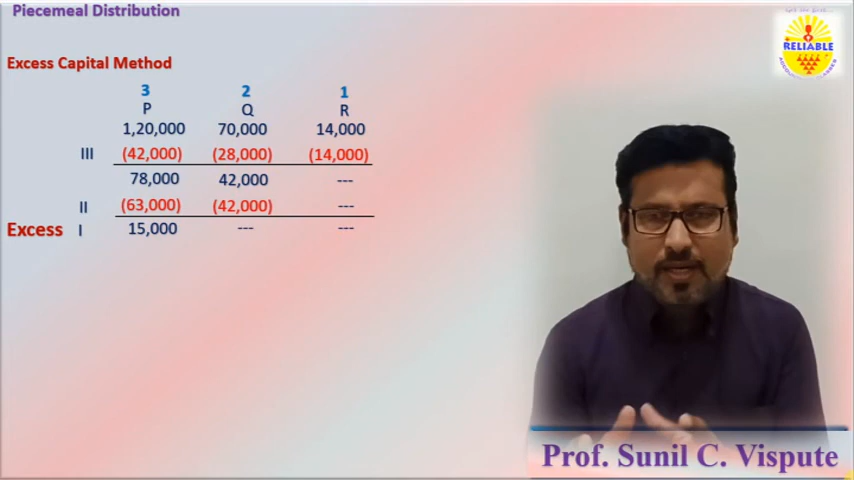 Piecemeal Distribution
Excess Capital Method
3 2 1
P Q R
1,20,000 70,000 14,000
III (42,000) (28,000) (14,000)
78,000 42,000 ---
II (63,000) (42,000) ---
Excess I 15,000 --- ---
RELIABLE
Prof. Sunil C. Vispute